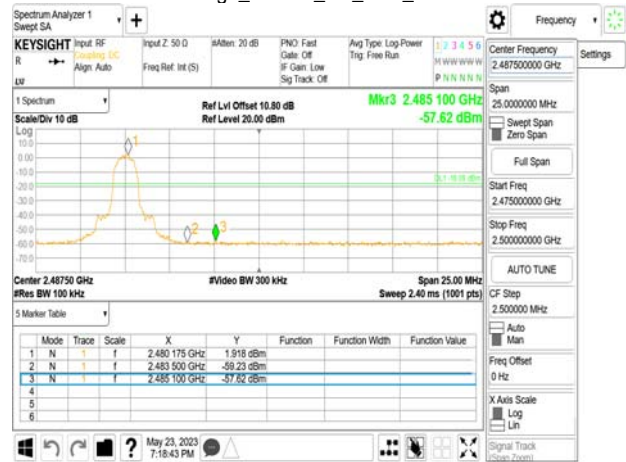 Spectrum Analyzer 1
Swept SA
Frequency
Settings
KEYSIGHT
R
LU
Input: RF
Coupling: DC
Align: Auto
Input Z: 50 Ω
Freq Ref: Int (S)
#Atten: 20 dB
PNO: Fast
Gate: Off
IF Gain: Low
Sig Track: Off
Avg Type: Log-Power
Trig: Free Run
1 2 3 4 5 6
M W W W W W
P N N N N N
1 Spectrum
Scale/Div 10 dB
Log
Ref Lvl Offset 10.80 dB
Ref Level 20.00 dBm
Mkr3 2.485 100 GHz
-57.62 dBm
10.0
0.00
-10.0
-20.0
-30.0
-40.0
-50.0
-60.0
-70.0
1
2
3
Center 2.48750 GHz
#Res BW 100 kHz
#Video BW 300 kHz
Span 25.00 MHz
Sweep 2.40 ms (1001 pts)
5 Marker Table
Mode Trace Scale X Y Function Function Width Function Value
1 N 1 f 2.480 175 GHz 1.918 dBm
2 N 1 f 2.483 500 GHz -59.23 dBm
3 N 1 f 2.485 100 GHz -57.62 dBm
4
5
6
May 23, 2023
7:18:43 PM
Center Frequency
2.487500000 GHz
Span
25.0000000 MHz
Swept Span
Zero Span
Full Span
Start Freq
2.475000000 GHz
Stop Freq
2.500000000 GHz
AUTO TUNE
CF Step
2.500000 MHz
Auto
Man
Freq Offset
0 Hz
X Axis Scale
Log
Lin
Signal Track
(Span Zoom)